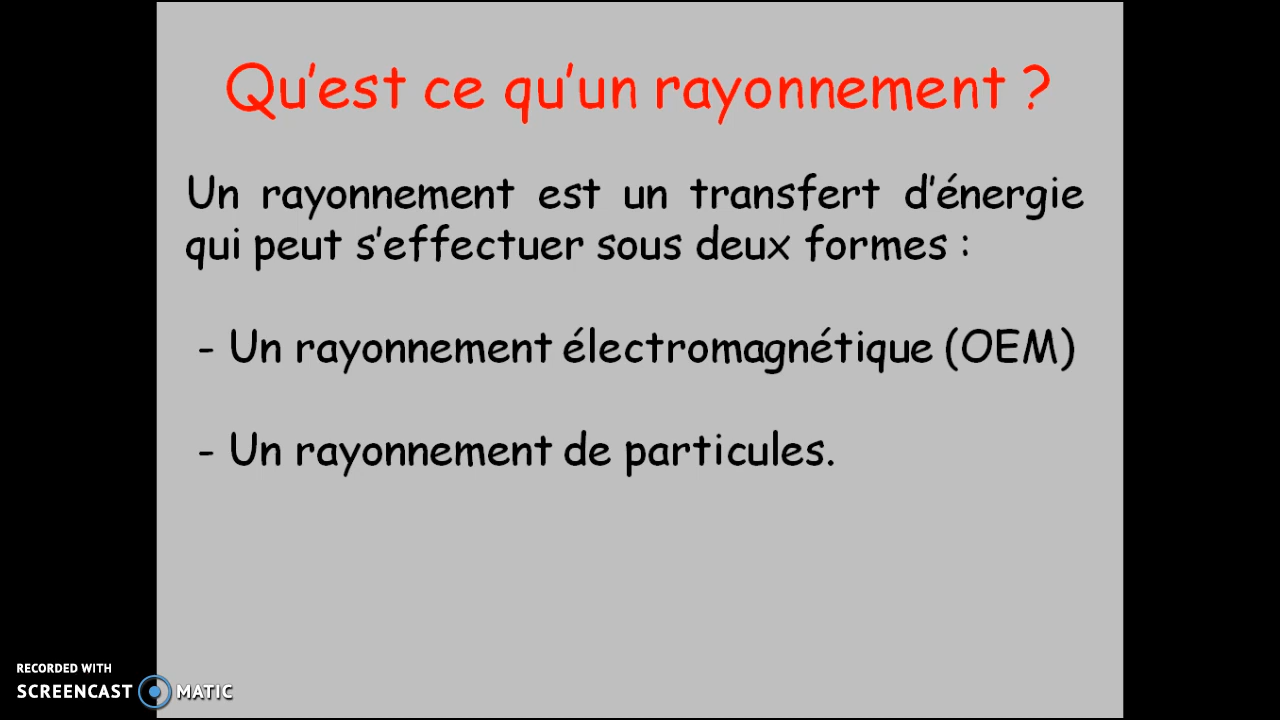 Qu'est ce qu'un rayonnement ?
Un rayonnement est un transfert d'énergie
qui peut s'effectuer sous deux formes :
- Un rayonnement électromagnétique (OEM)
- Un rayonnement de particules.
RECORDED WITH
SCREENCAST MATIC